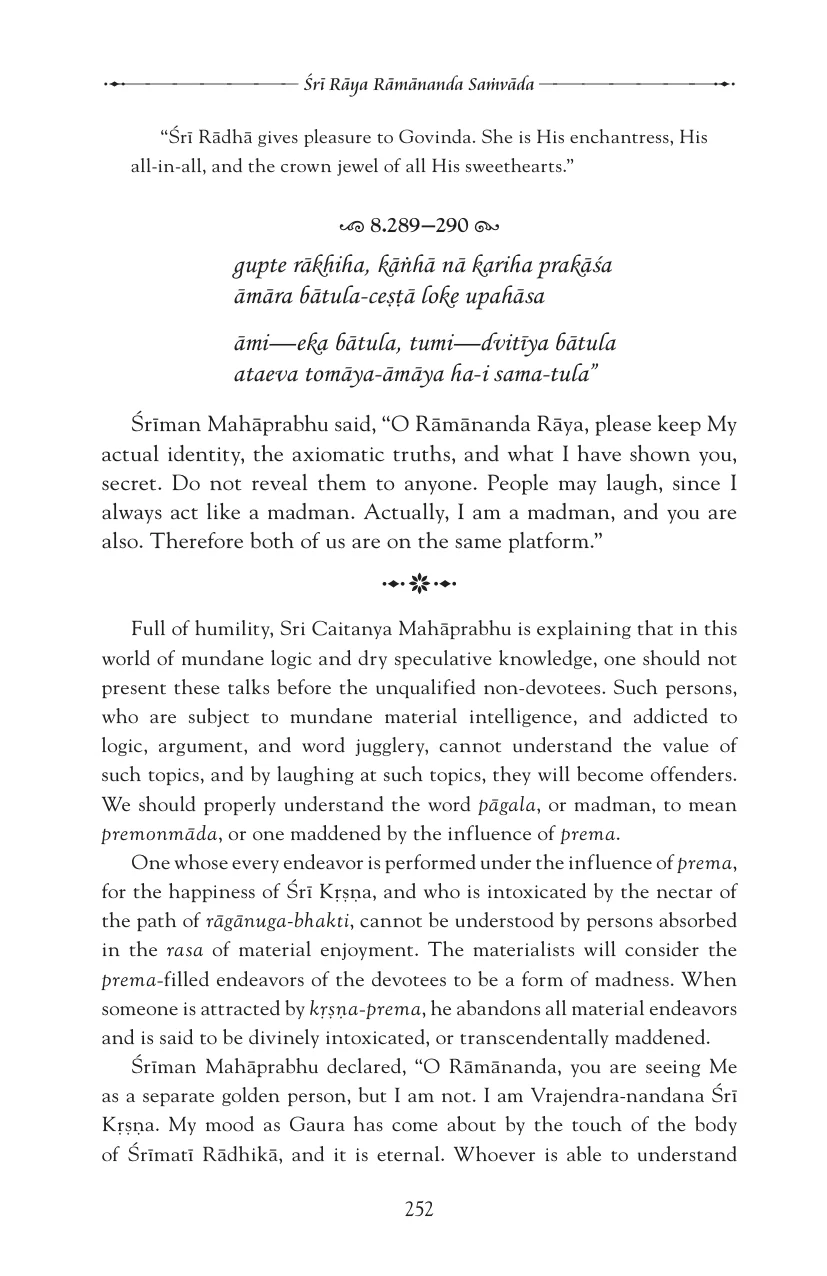 Śrī Rāya Rāmānanda Saṁvāda
“Śrī Rādhā gives pleasure to Govinda. She is His enchantress, His
all-in-all, and the crown jewel of all His sweethearts.”
8.289–290
gupte rākhiha, kāṅhā nā kariha prakāśa
āmāra bātula-ceṣṭā loke upahāsa
āmi—eka bātula, tumi—dvitīya bātula
ataeva tomāya-āmāya ha-i sama-tula”
Śrīman Mahāprabhu said, “O Rāmānanda Rāya, please keep My
actual identity, the axiomatic truths, and what I have shown you,
secret. Do not reveal them to anyone. People may laugh, since I
always act like a madman. Actually, I am a madman, and you are
also. Therefore both of us are on the same platform.”
Full of humility, Sri Caitanya Mahāprabhu is explaining that in this
world of mundane logic and dry speculative knowledge, one should not
present these talks before the unqualified non-devotees. Such persons,
who are subject to mundane material intelligence, and addicted to
logic, argument, and word jugglery, cannot understand the value of
such topics, and by laughing at such topics, they will become offenders.
We should properly understand the word pāgala, or madman, to mean
premonmāda, or one maddened by the influence of prema.
One whose every endeavor is performed under the influence of prema,
for the happiness of Śrī Kṛṣṇa, and who is intoxicated by the nectar of
the path of rāgānuga-bhakti, cannot be understood by persons absorbed
in the rasa of material enjoyment. The materialists will consider the
prema-filled endeavors of the devotees to be a form of madness. When
someone is attracted by kṛṣṇa-prema, he abandons all material endeavors
and is said to be divinely intoxicated, or transcendentally maddened.
Śrīman Mahāprabhu declared, “O Rāmānanda, you are seeing Me
as a separate golden person, but I am not. I am Vrajendra-nandana Śrī
Kṛṣṇa. My mood as Gaura has come about by the touch of the body
of Śrīmatī Rādhikā, and it is eternal. Whoever is able to understand
252